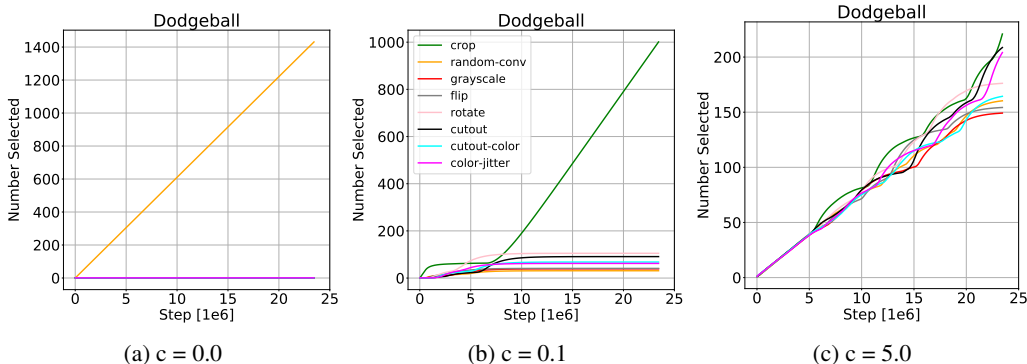 Dodgeball
1400
1200
1000
800
600
400
200
0
Number Selected
0 5 10 15 20 25
Step [1e6]
(a) c = 0.0
Dodgeball
1000
800
600
400
200
0
Number Selected
crop
random-conv
grayscale
flip
rotate
cutout
cutout-color
color-jitter
0 5 10 15 20 25
Step [1e6]
(b) c = 0.1
Dodgeball
200
150
100
50
0
Number Selected
0 5 10 15 20 25
Step [1e6]
(c) c = 5.0